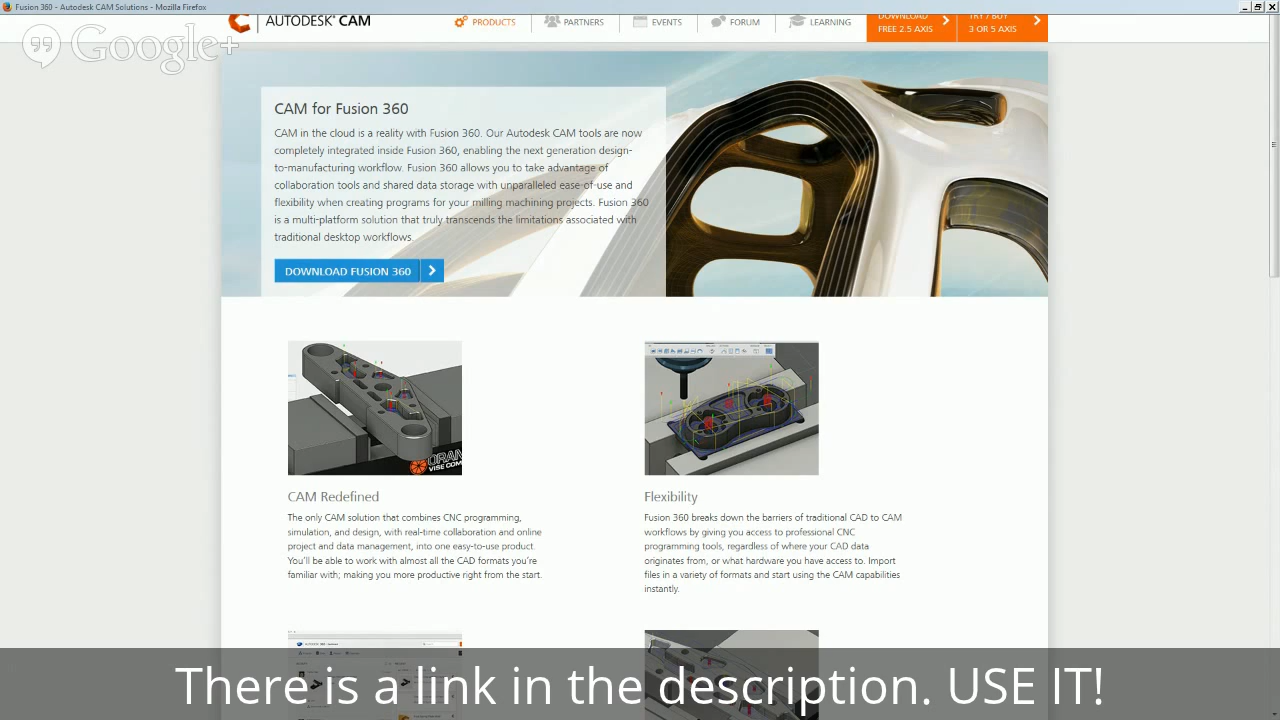 Fusion 360 - Autodesk CAM Solutions - Mozilla Firefox
Google+
AUTODESK® CAM
PRODUCTS
PARTNERS
EVENTS
FORUM
LEARNING
DOWNLOAD
FREE 2.5 AXIS
TRY / BUY
3 OR 5 AXIS
CAM for Fusion 360
CAM in the cloud is a reality with Fusion 360. Our Autodesk CAM tools are now
completely integrated inside Fusion 360, enabling the next generation design-
to-manufacturing workflow. Fusion 360 allows you to take advantage of
collaboration tools and shared data storage with unparalleled ease-of-use and
flexibility when creating programs for your milling machining projects. Fusion 360
is a multi-platform solution that truly transcends the limitations associated with
traditional desktop workflows.
DOWNLOAD FUSION 360
ORAN
VISE COM
CAM Redefined
The only CAM solution that combines CNC programming,
simulation, and design, with real-time collaboration and online
project and data management, into one easy-to-use product.
You'll be able to work with almost all the CAD formats you're
familiar with; making you more productive right from the start.
Flexibility
Fusion 360 breaks down the barriers of traditional CAD to CAM
workflows by giving you access to professional CNC
programming tools, regardless of where your CAD data
originates from, or what hardware you have access to. Import
files in a variety of formats and start using the CAM capabilities
instantly.
There is a link in the description. USE IT!